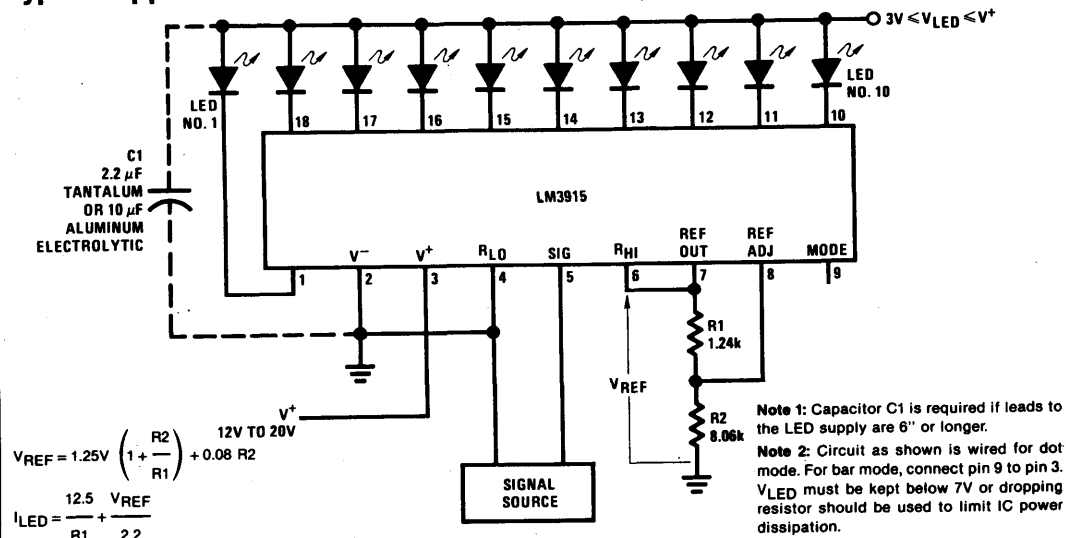 3V ≤ VLED ≤ V+
LED
NO. 1
LED
NO. 10
18
17
16
15
14
13
12
11
10
C1
2.2 μF
TANTALUM
OR 10 μF
ALUMINUM
ELECTROLYTIC
LM3915
V−
V+
RLO
SIG
RHI
REF
OUT
REF
ADJ
MODE
1
2
3
4
5
6
7
8
9
R1
1.24k
VREF
R2
8.06k
V+
12V TO 20V
SIGNAL
SOURCE
VREF = 1.25V (1 + R2/R1) + 0.08 R2
ILED = 12.5/R1 + VREF/2.2
Note 1: Capacitor C1 is required if leads to
the LED supply are 6" or longer.
Note 2: Circuit as shown is wired for dot
mode. For bar mode, connect pin 9 to pin 3.
VLED must be kept below 7V or dropping
resistor should be used to limit IC power
dissipation.